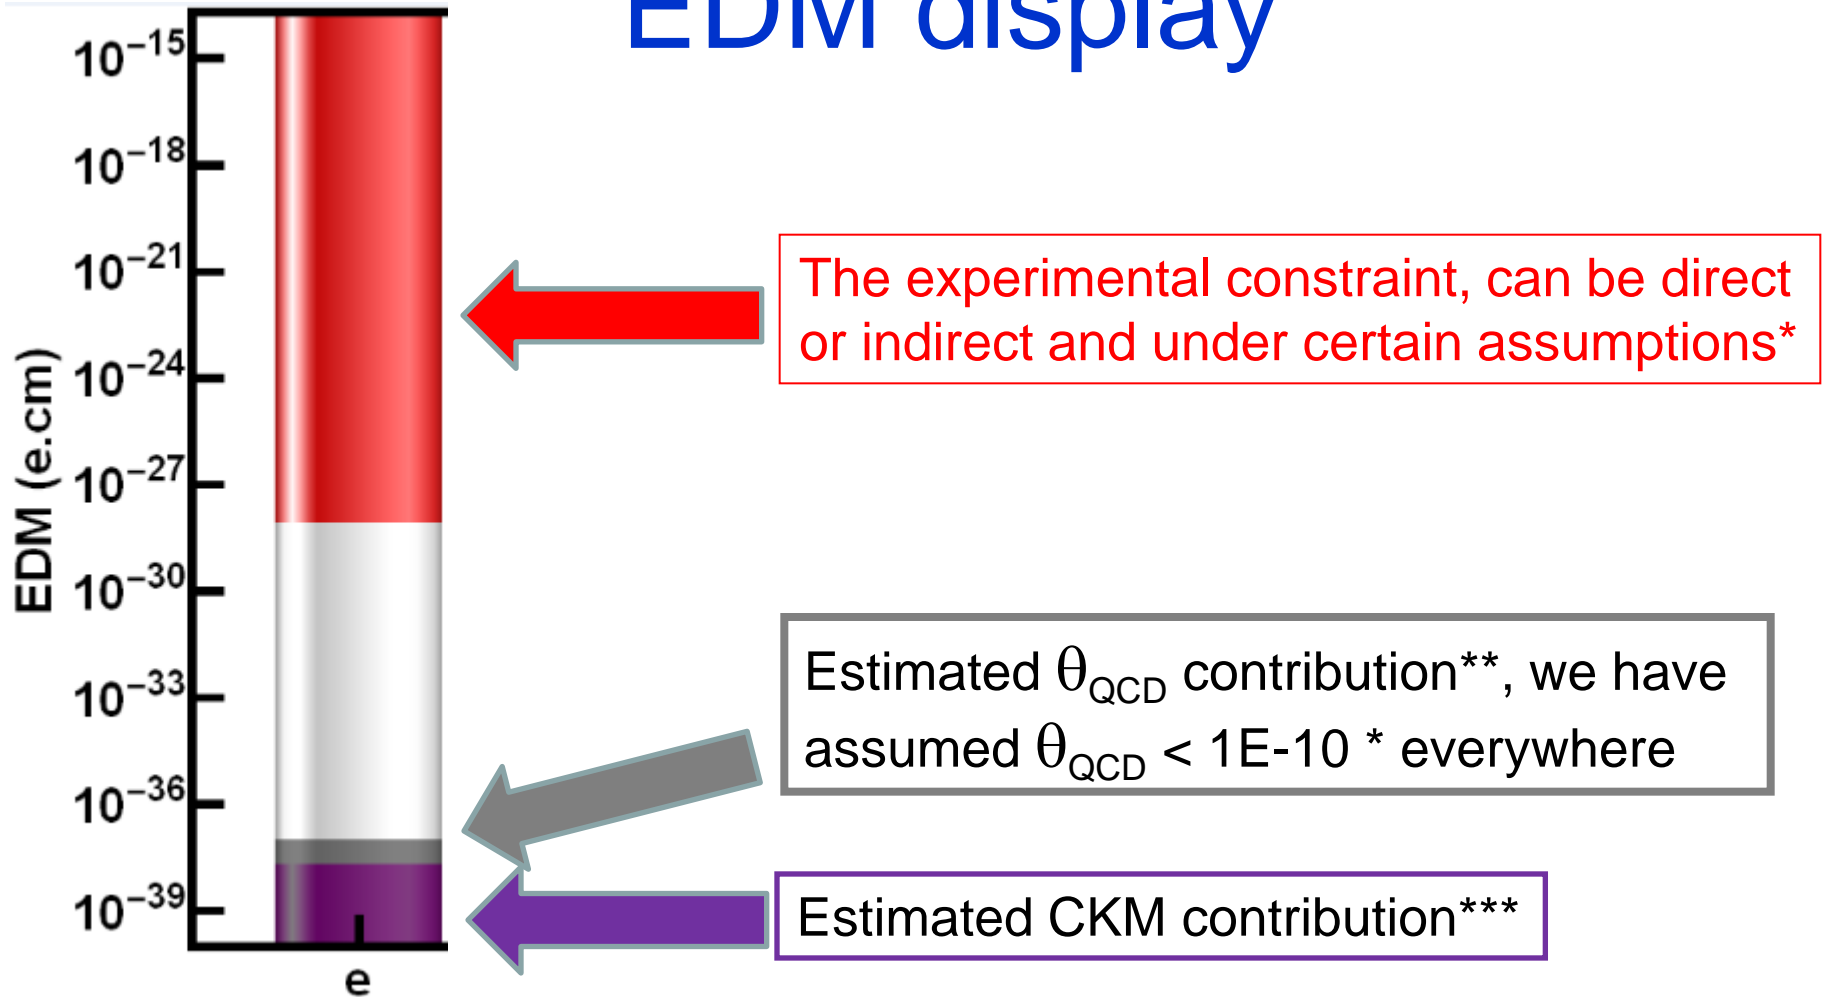 EDM display
10⁻¹⁵
10⁻¹⁸
10⁻²¹
10⁻²⁴
10⁻²⁷
10⁻³⁰
10⁻³³
10⁻³⁶
10⁻³⁹
EDM (e.cm)
e
The experimental constraint, can be direct
or indirect and under certain assumptions*
Estimated θ_QCD contribution**, we have
assumed θ_QCD < 1E-10 * everywhere
Estimated CKM contribution***